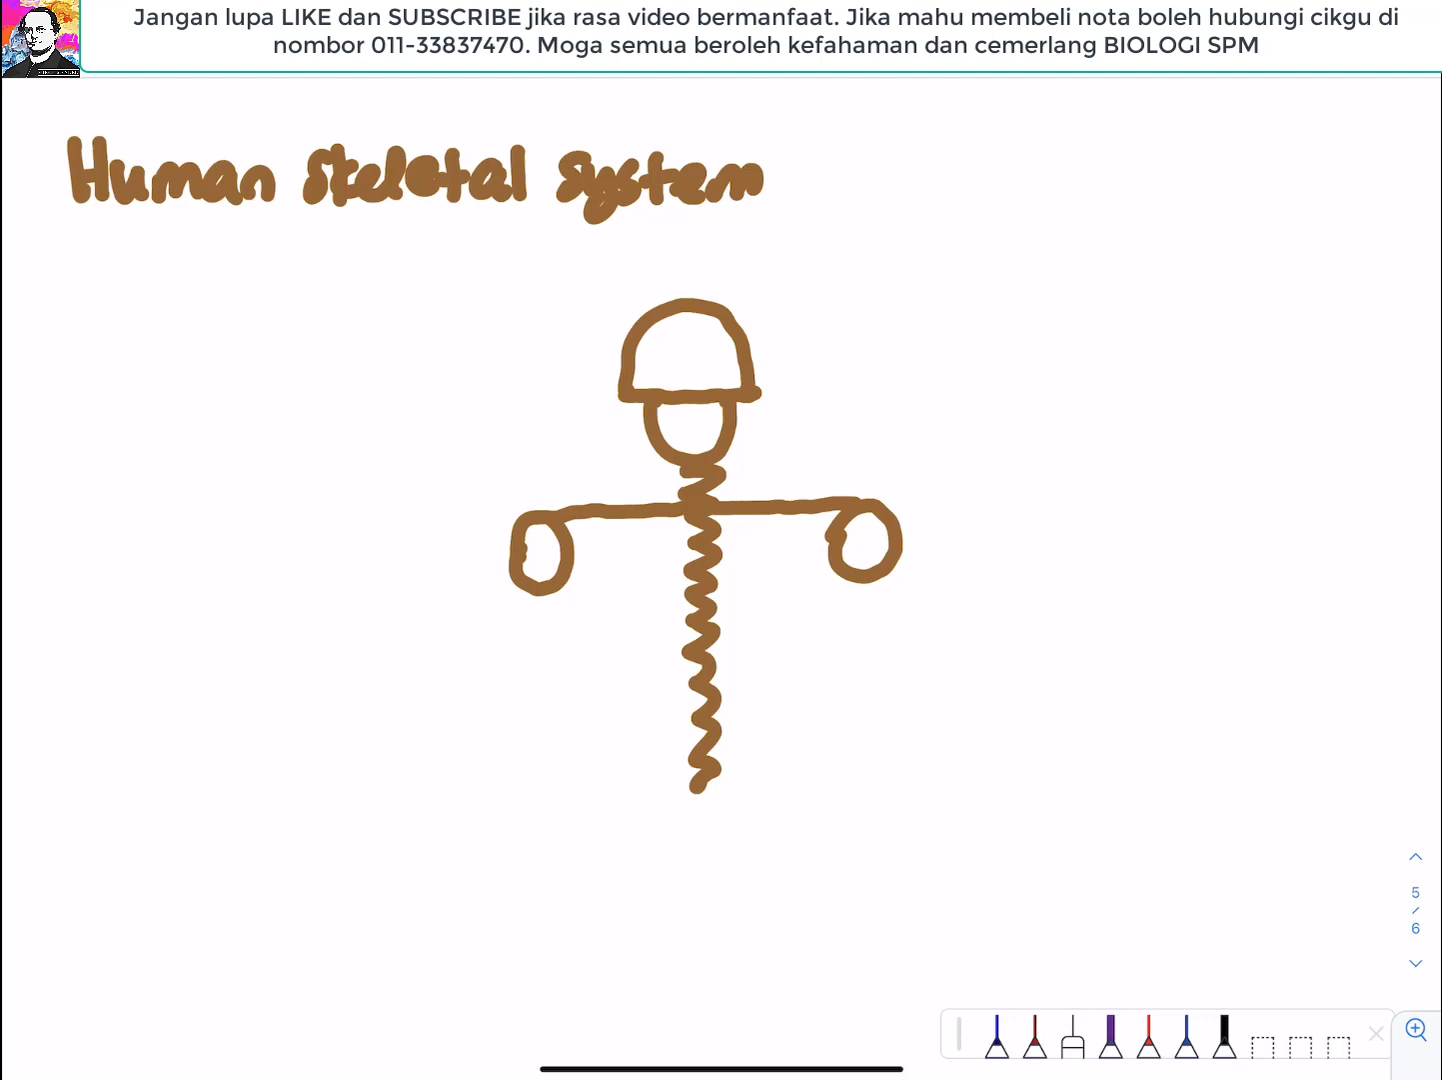 Jangan lupa LIKE dan SUBSCRIBE jika rasa video bermanfaat. Jika mahu membeli nota boleh hubungi cikgu di
nombor 011-33837470. Moga semua beroleh kefahaman dan cemerlang BIOLOGI SPM
Human Skeletal System
5
/
6